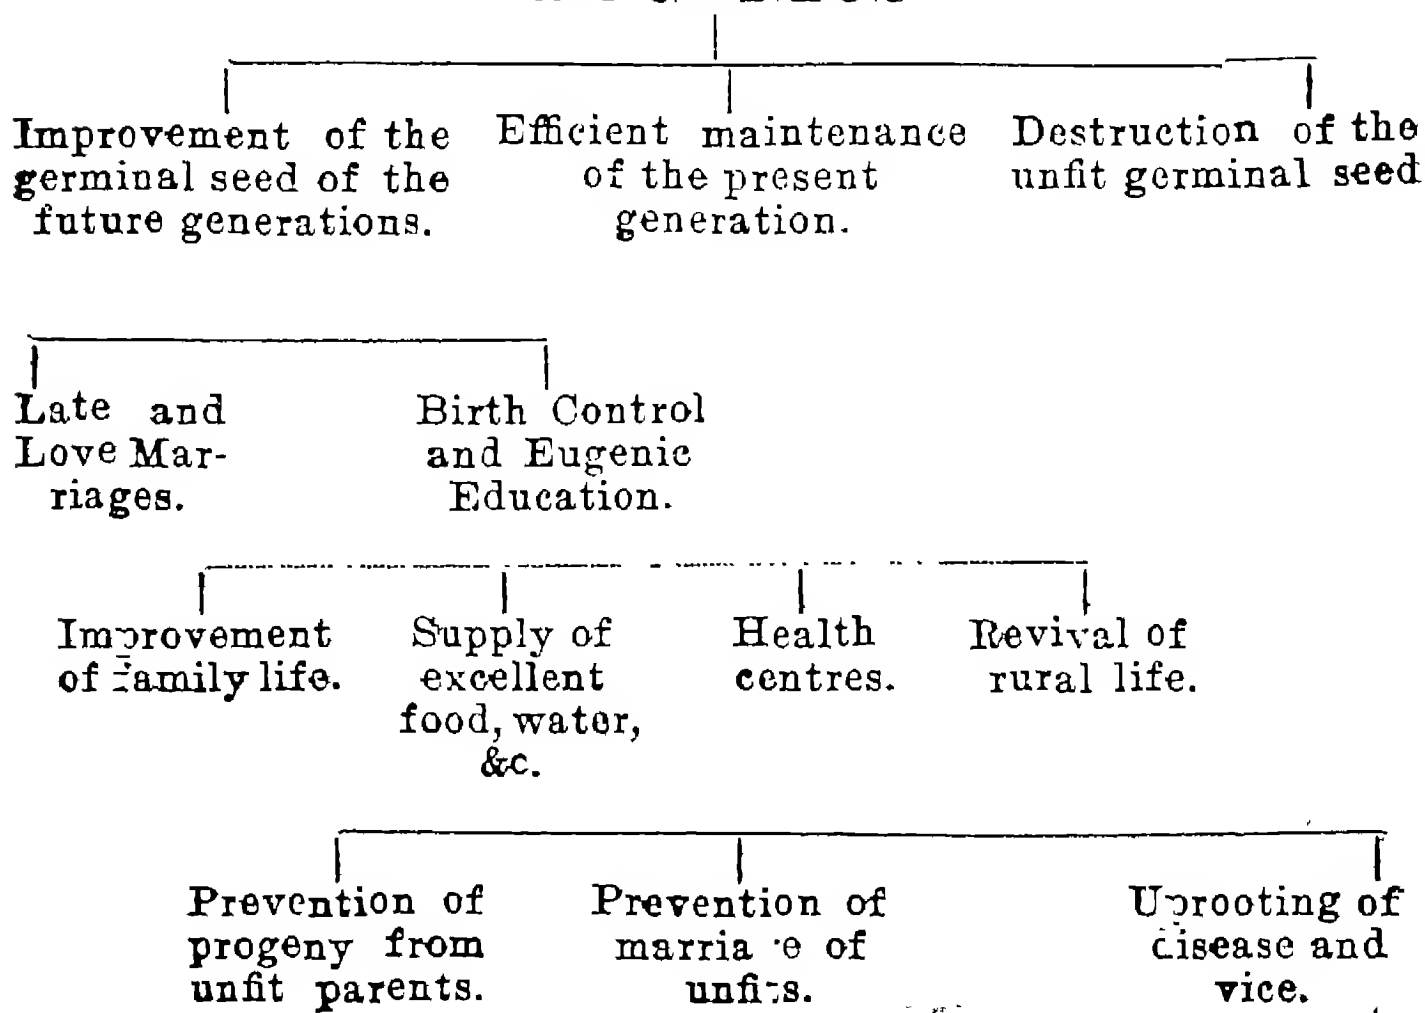 Improvement of the
germinal seed of the
future generations.
Efficient maintenance
of the present
generation.
Destruction of the
unfit germinal seed
Late and
Love Mar-
riages.
Birth Control
and Eugenic
Education.
Improvement
of family life.
Supply of
excellent
food, water,
&c.
Health
centres.
Revival of
rural life.
Prevention of
progeny from
unfit parents.
Prevention of
marriage of
unfits.
Uprooting of
disease and
vice.